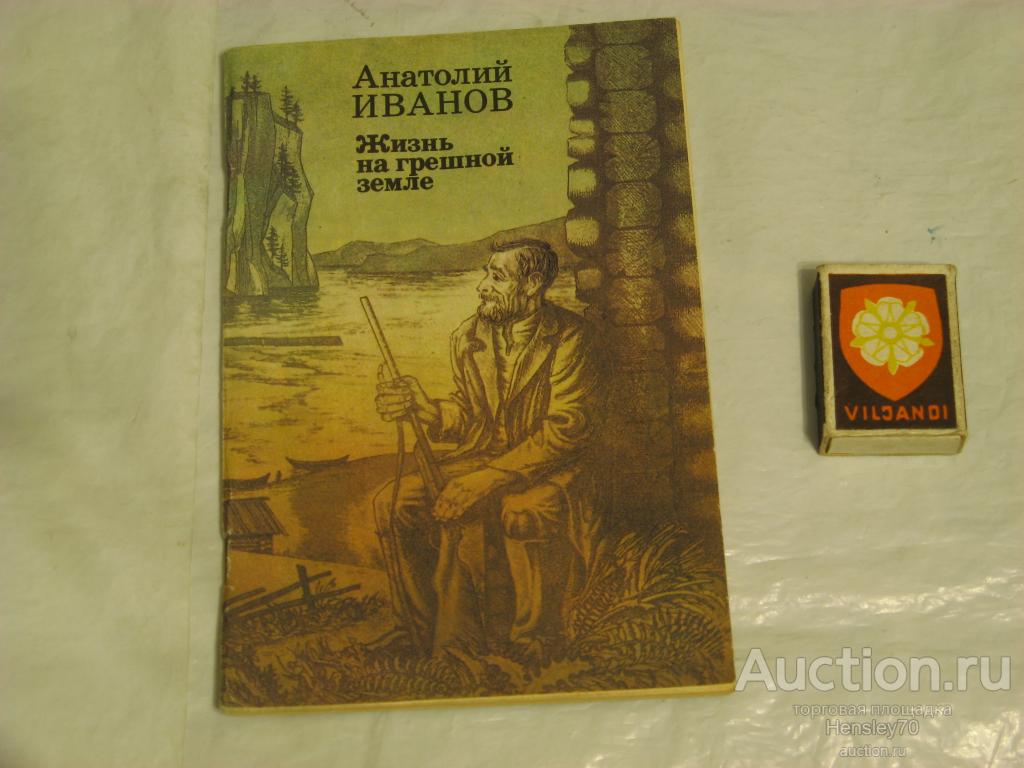 Анатолий
ИВАНОВ
Жизнь
на грешной
земле
VILJANDI
Auction.ru
торговая площадка
Hensley70
auction.ru